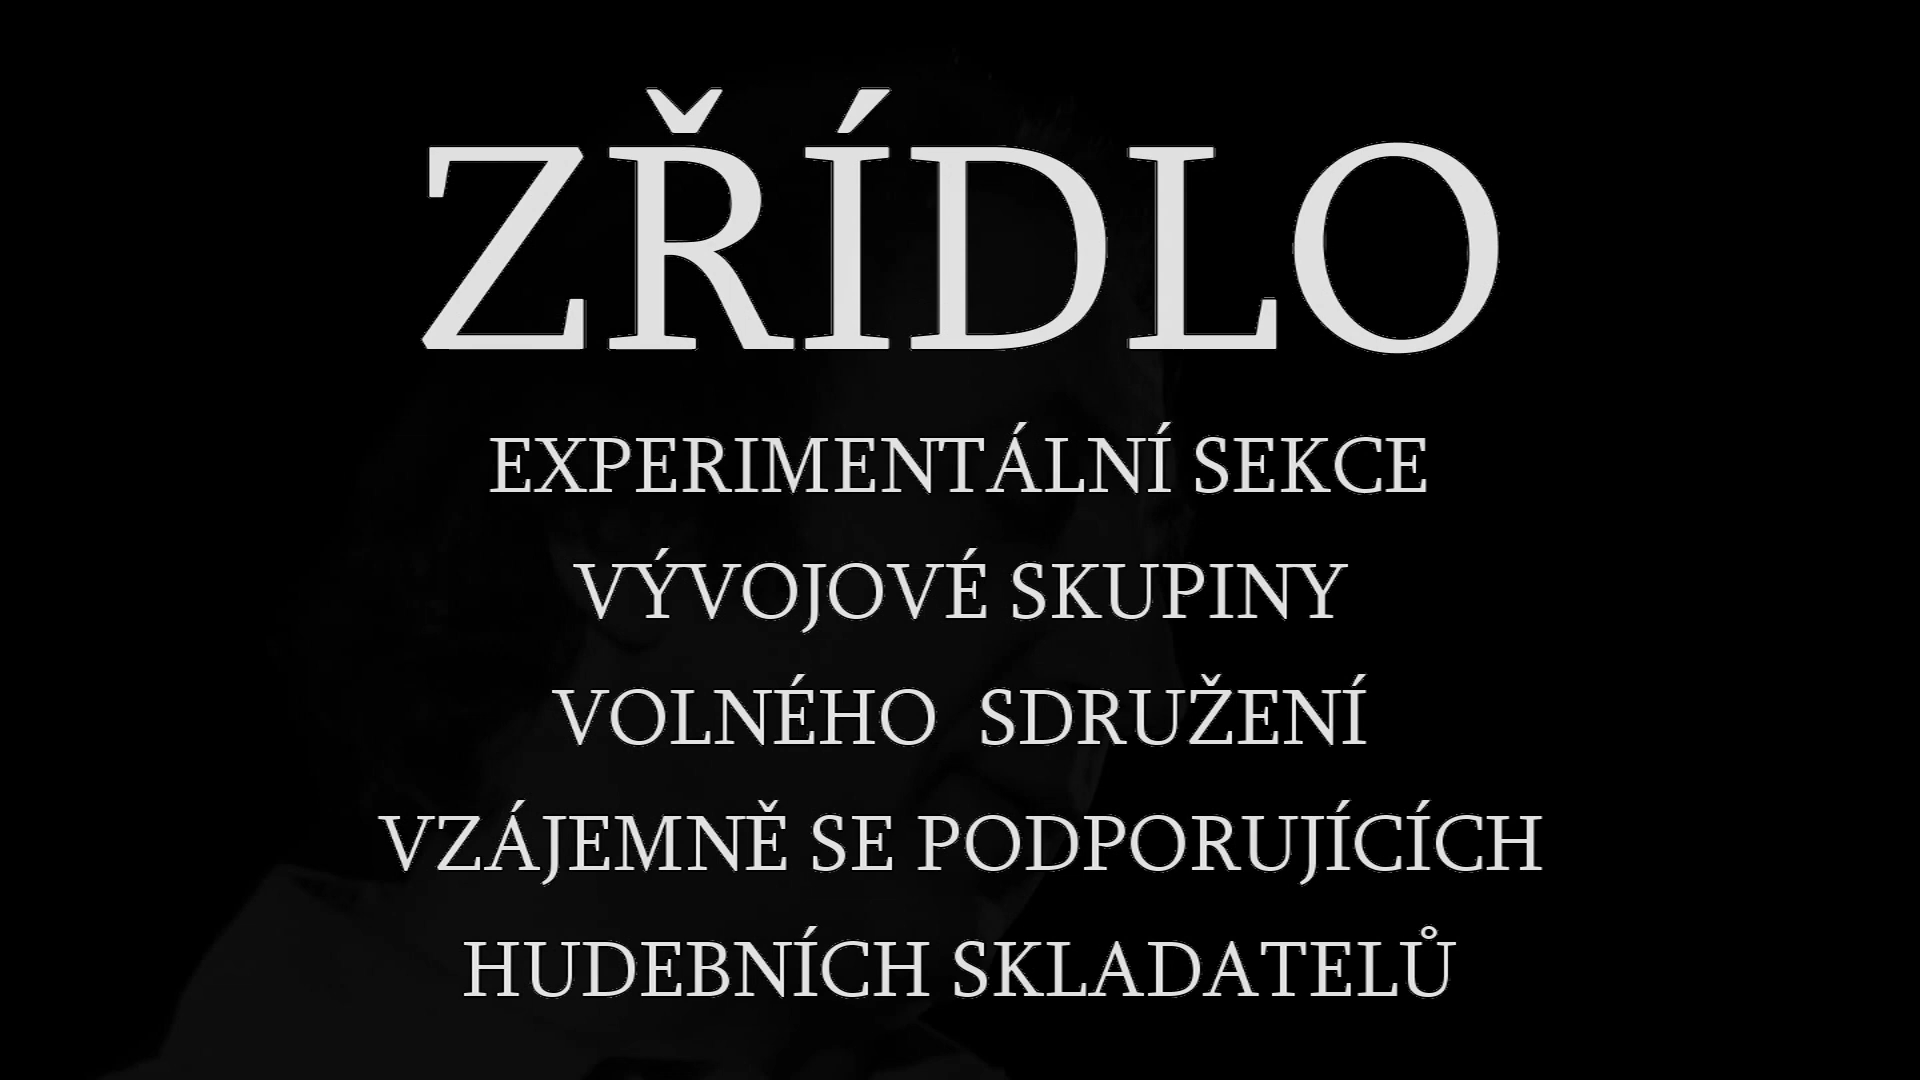 ZŘÍDLO
EXPERIMENTÁLNÍ SEKCE
VÝVOJOVÉ SKUPINY
VOLNÉHO  SDRUŽENÍ
VZÁJEMNĚ SE PODPORUJÍCÍCH
HUDEBNÍCH SKLADATELŮ